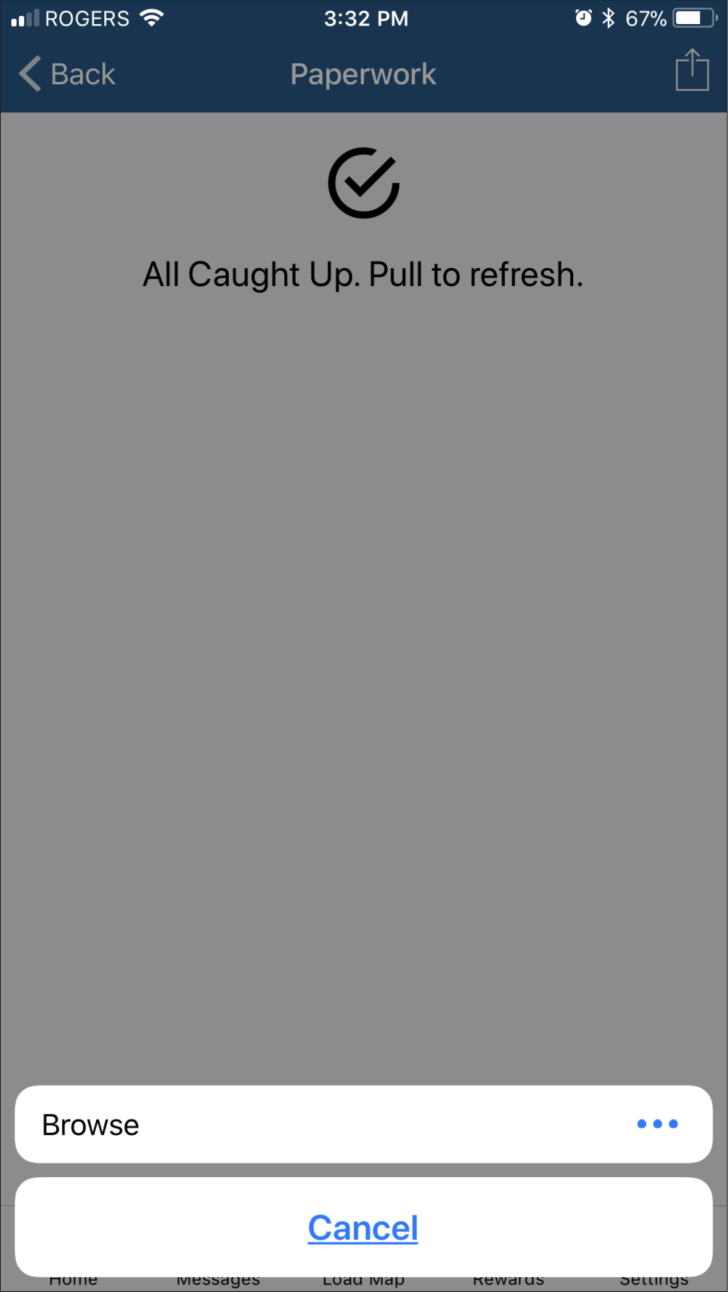 ROGERS 3:32 PM 67%
Back Paperwork
All Caught Up. Pull to refresh.
Browse
Cancel
Home Messages Load Map Rewards Settings